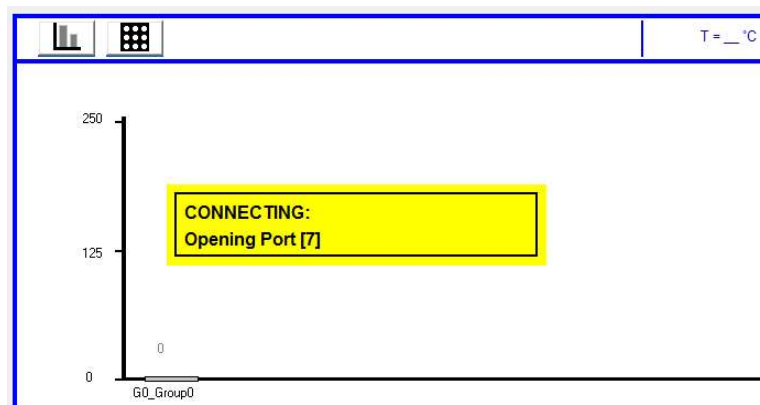 T = __ °C
250
CONNECTING:
Opening Port [7]
125
0
0
G0_Group0